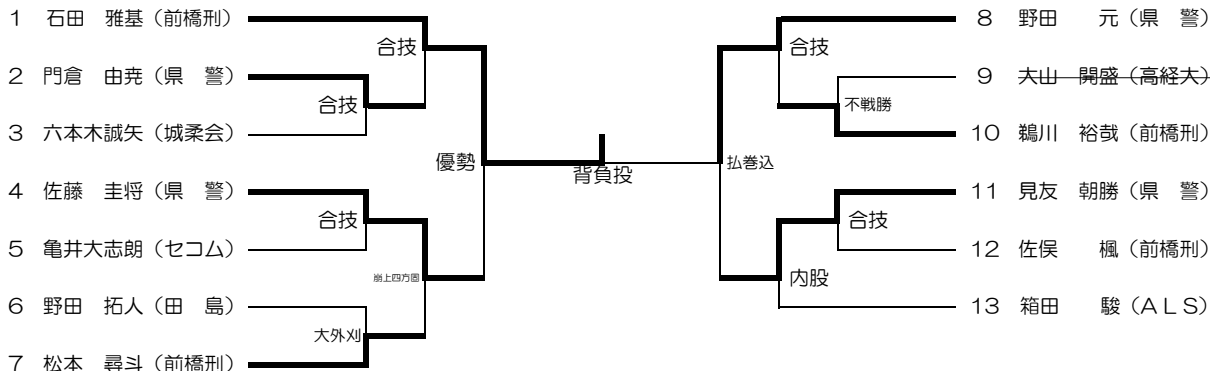 1 石田 雅基(前橋刑)
合技
2 門倉 由尭(県 警)
合技
3 六本木誠矢(城柔会)
優勢
4 佐藤 圭将(県 警)
合技
5 亀井大志朗(セコム)
崩上四方固
6 野田 拓人(田 島)
大外刈
7 松本 尋斗(前橋刑)
背負投
8 野田 元(県 警)
合技
9 大山 開盛(高経大)
不戦勝
10 鵜川 裕哉(前橋刑)
払巻込
11 見友 朝勝(県 警)
合技
12 佐俣 楓(前橋刑)
内股
13 箱田 駿(ALS)